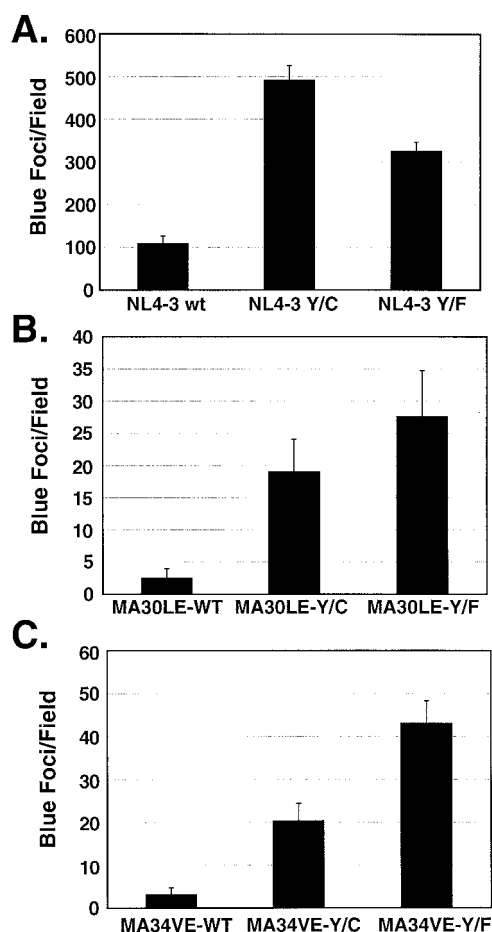 A.
Blue Foci/Field
600
500
400
300
200
100
0
NL4-3 wt NL4-3 Y/C NL4-3 Y/F
B.
Blue Foci/Field
40
35
30
25
20
15
10
5
0
MA30LE-WT MA30LE-Y/C MA30LE-Y/F
C.
Blue Foci/Field
60
50
40
30
20
10
0
MA34VE-WT MA34VE-Y/C MA34VE-Y/F